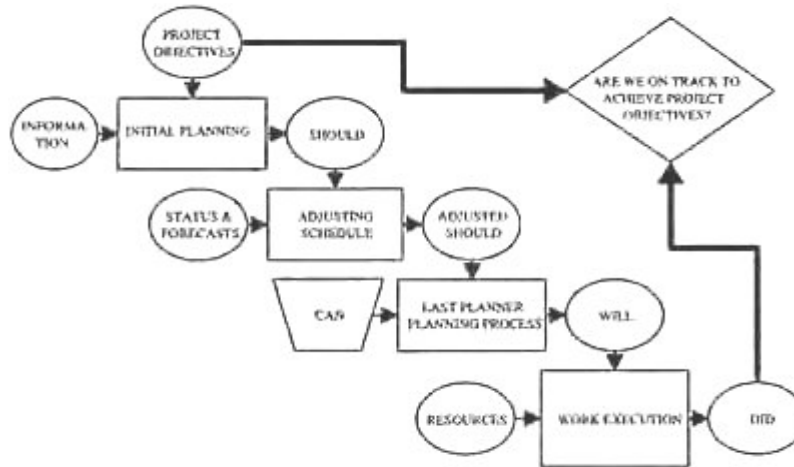 PROJECT
OBJECTIVES
ARE WE ON TRACK TO
ACHIEVE PROJECT
OBJECTIVES?
INFORMA
TION
INITIAL PLANNING
SHOULD
STATUS &
FORECASTS
ADJUSTING
SCHEDULE
ADJUSTED
SHOULD
CAN
LAST PLANNER
PLANNING PROCESS
WILL
RESOURCES
WORK EXECUTION
DID